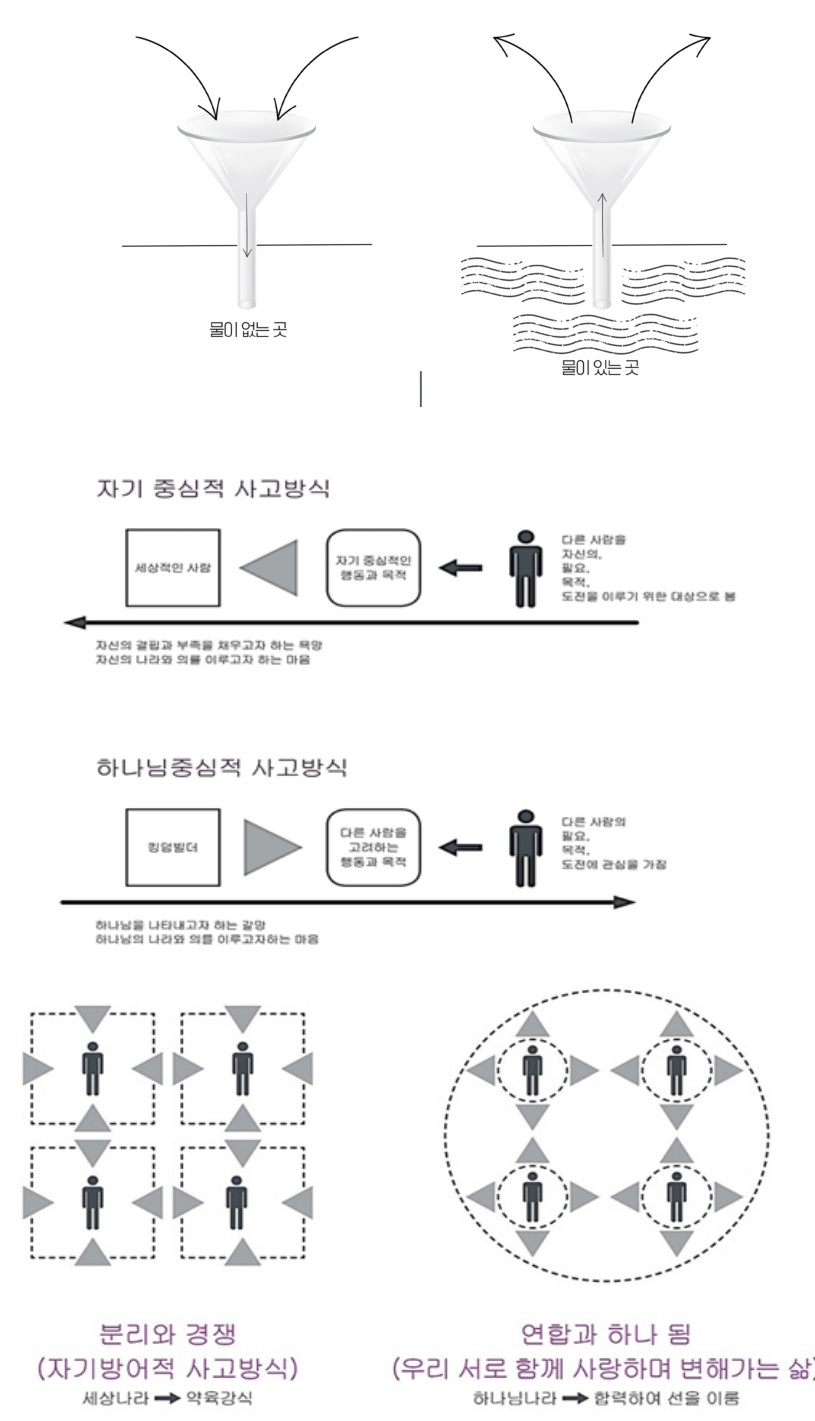 물이 없는 곳
물이 있는 곳
자기 중심적 사고방식
세상적인 사람
자기 중심적인
행동과 목적
다른 사람을
자신의,
필요,
목적,
도전을 이루기 위한 대상으로 봄
자신의 결핍과 부족을 채우고자 하는 욕망
자신의 나라와 의를 이루고자 하는 마음
하나님중심적 사고방식
킹덤빌더
다른 사람을
고려하는
행동과 목적
다른 사람의
필요,
목적,
도전에 관심을 가짐
하나님을 나타내고자 하는 갈망
하나님의 나라와 의를 이루고자하는 마음
분리와 경쟁
(자기방어적 사고방식)
세상나라 ➡ 약육강식
연합과 하나 됨
(우리 서로 함께 사랑하며 변해가는 삶)
하나님나라 ➡ 합력하여 선을 이룸